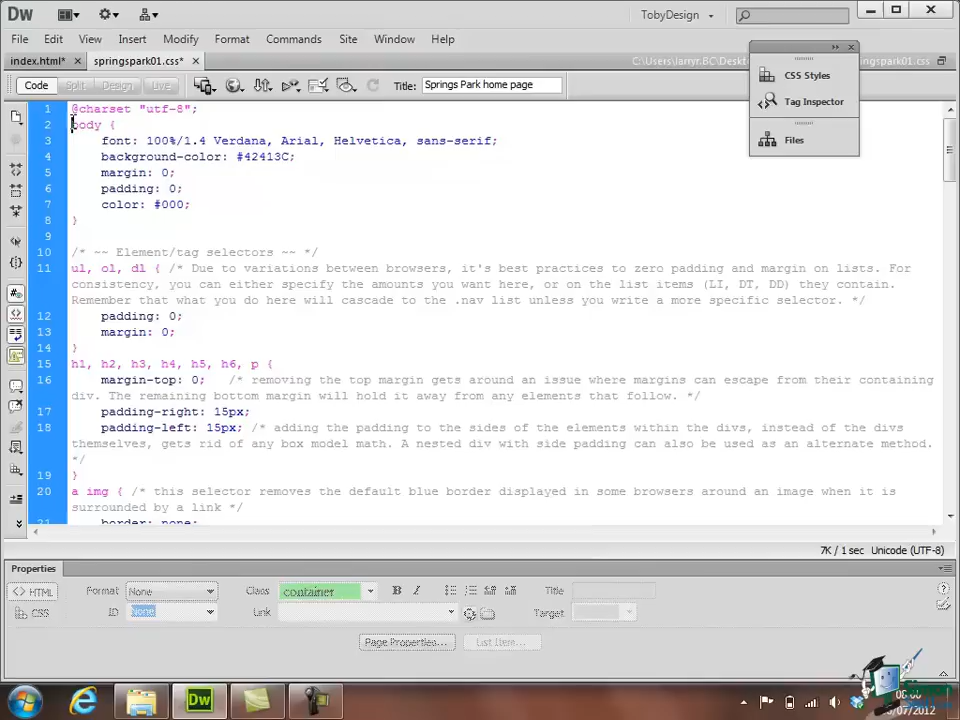 Dw
TobyDesign
File Edit View Insert Modify Format Commands Site Window Help
index.html* springspark01.css*
C:\Users\larryr.BC\Deskt
springspark01.css
Code Split Design Live Title: Springs Park home page
CSS Styles
Tag Inspector
Files
1 @charset "utf-8";
2 body {
3 font: 100%/1.4 Verdana, Arial, Helvetica, sans-serif;
4 background-color: #42413C;
5 margin: 0;
6 padding: 0;
7 color: #000;
8 }
9
10 /* ~~ Element/tag selectors ~~ */
11 ul, ol, dl { /* Due to variations between browsers, it's best practices to zero padding and margin on lists. For
consistency, you can either specify the amounts you want here, or on the list items (LI, DT, DD) they contain.
Remember that what you do here will cascade to the .nav list unless you write a more specific selector. */
12 padding: 0;
13 margin: 0;
14 }
15 h1, h2, h3, h4, h5, h6, p {
16 margin-top: 0; /* removing the top margin gets around an issue where margins can escape from their containing
div. The remaining bottom margin will hold it away from any elements that follow. */
17 padding-right: 15px;
18 padding-left: 15px; /* adding the padding to the sides of the elements within the divs, instead of the divs
themselves, gets rid of any box model math. A nested div with side padding can also be used as an alternate method.
*/
19 }
20 a img { /* this selector removes the default blue border displayed in some browsers around an image when it is
surrounded by a link */
21 border: none;
7K / 1 sec Unicode (UTF-8)
Properties
<> HTML Format None Class container B I Title
CSS ID None Link Target
Page Properties... List Item...
Dw